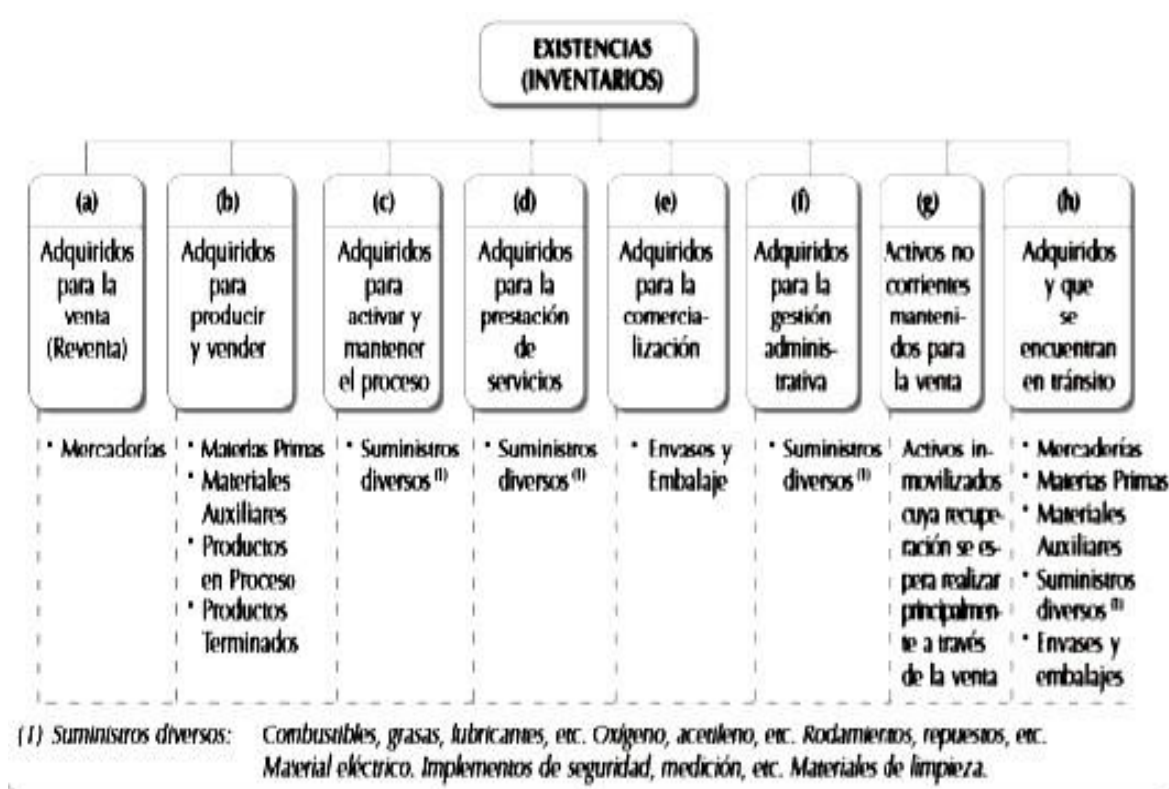 EXISTENCIAS
(INVENTARIOS)
(a)
Adquiridos
para la
venta
(Reventa)
• Mercaderías
(b)
Adquiridos
para
producir
y vender
• Materias Primas
• Materiales
Auxiliares
• Productos
en Proceso
• Productos
Terminados
(c)
Adquiridos
para
activar y
mantener
el proceso
• Suministros
diversos (1)
(d)
Adquiridos
para la
prestación
de
servicios
• Suministros
diversos (1)
(e)
Adquiridos
para la
comercia-
lización
• Envases y
Embalaje
(f)
Adquiridos
para la
gestión
adminis-
trativa
• Suministros
diversos (1)
(g)
Activos no
corrientes
manteni-
dos para
la venta
Activos in-
movilizados
cuya recupe-
ración se es-
pera realizar
principalmen-
te a través
de la venta
(h)
Adquiridos
y que
se
encuentran
en tránsito
• Mercaderías
• Materias Primas
• Materiales
Auxiliares
• Suministros
diversos (1)
• Envases y
embalajes
(1) Suministros diversos: Combustibles, grasas, lubricantes, etc. Oxígeno, acetileno, etc. Rodamientos, repuestos, etc.
Material eléctrico. Implementos de seguridad, medición, etc. Materiales de limpieza.